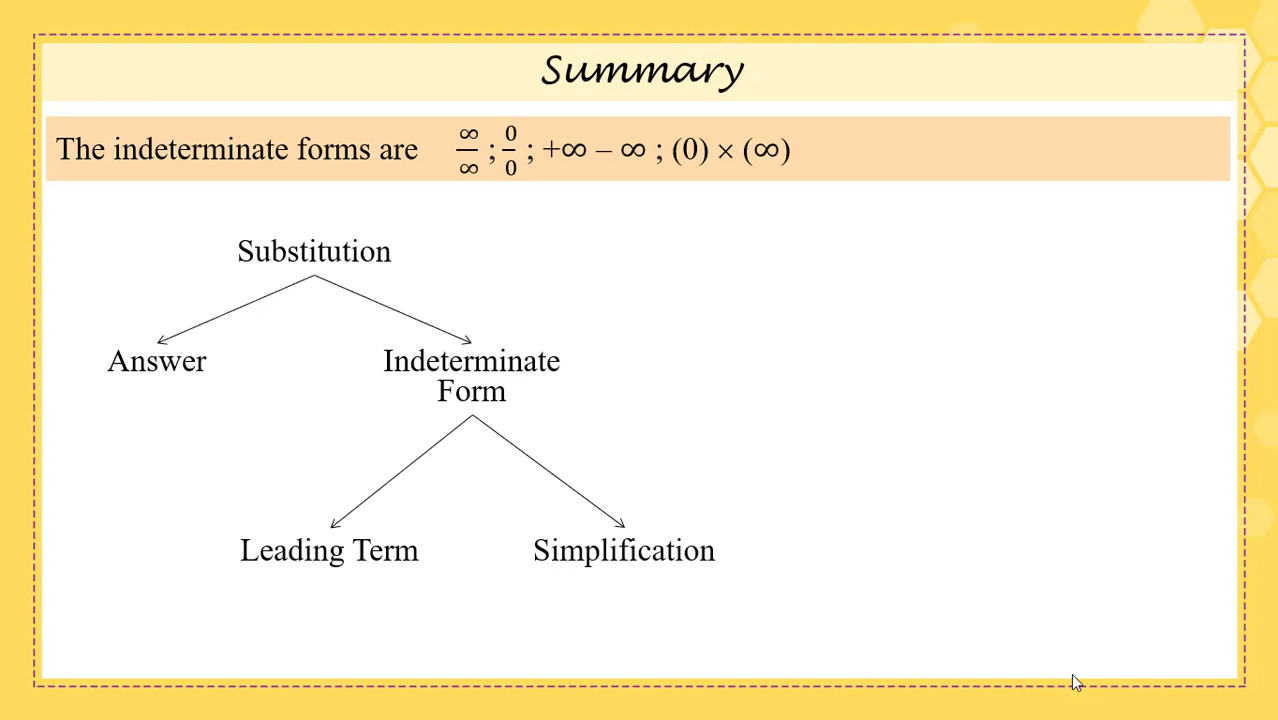 Summary
The indeterminate forms are ∞/∞ ; 0/0 ; +∞ – ∞ ; (0) × (∞)
Substitution
Answer
Indeterminate
Form
Leading Term
Simplification